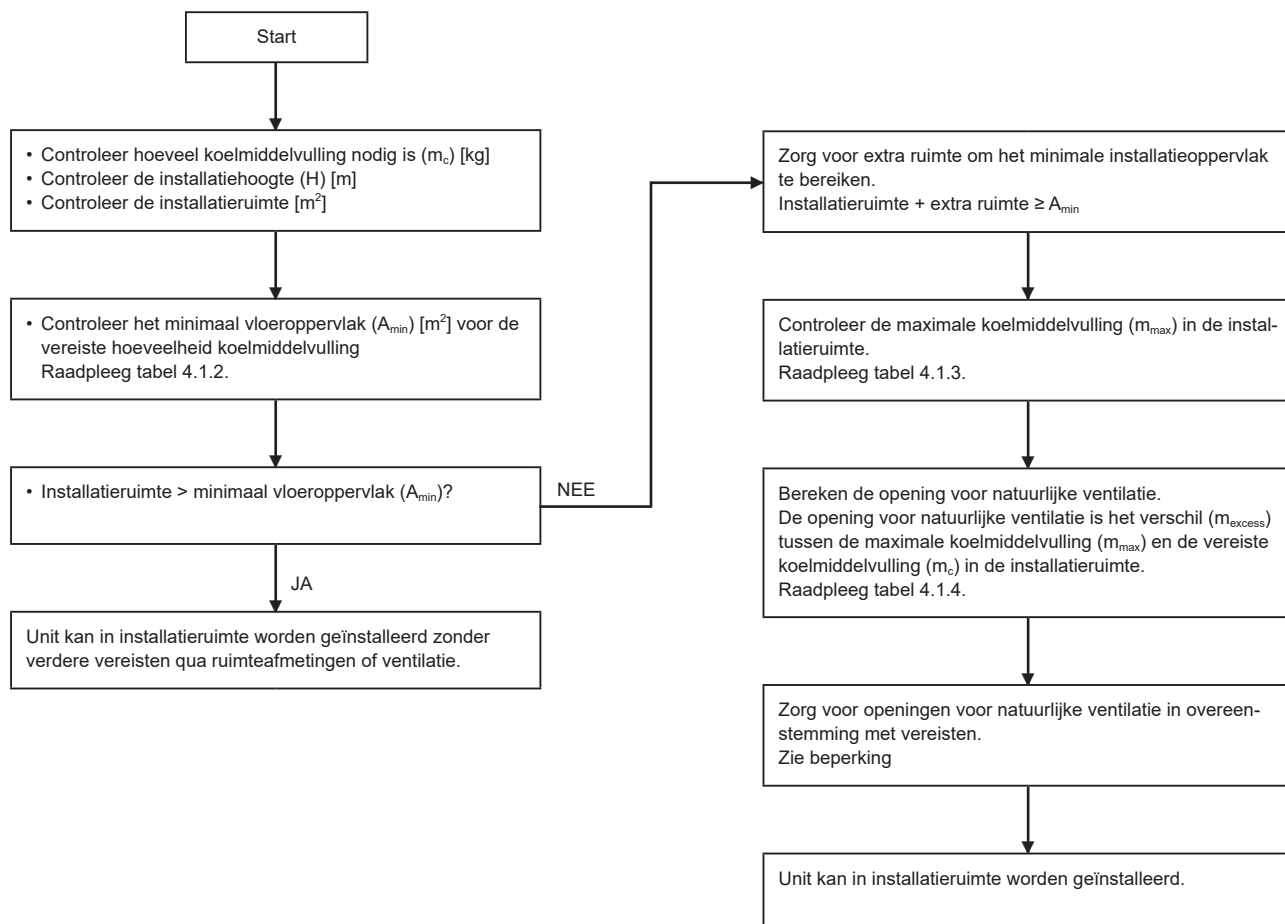 Start
• Controleer hoeveel koelmiddelvulling nodig is (mc) [kg]
• Controleer de installatiehoogte (H) [m]
• Controleer de installatieruimte [m²]
• Controleer het minimaal vloeroppervlak (Amin) [m²] voor de
vereiste hoeveelheid koelmiddelvulling
Raadpleeg tabel 4.1.2.
• Installatieruimte > minimaal vloeroppervlak (Amin)?
NEE
JA
Unit kan in installatieruimte worden geïnstalleerd zonder
verdere vereisten qua ruimteafmetingen of ventilatie.
Zorg voor extra ruimte om het minimale installatieoppervlak
te bereiken.
Installatieruimte + extra ruimte ≥ Amin
Controleer de maximale koelmiddelvulling (mmax) in de instal-
latieruimte.
Raadpleeg tabel 4.1.3.
Bereken de opening voor natuurlijke ventilatie.
De opening voor natuurlijke ventilatie is het verschil (mexcess)
tussen de maximale koelmiddelvulling (mmax) en de vereiste
koelmiddelvulling (mc) in de installatieruimte.
Raadpleeg tabel 4.1.4.
Zorg voor openingen voor natuurlijke ventilatie in overeen-
stemming met vereisten.
Zie beperking
Unit kan in installatieruimte worden geïnstalleerd.